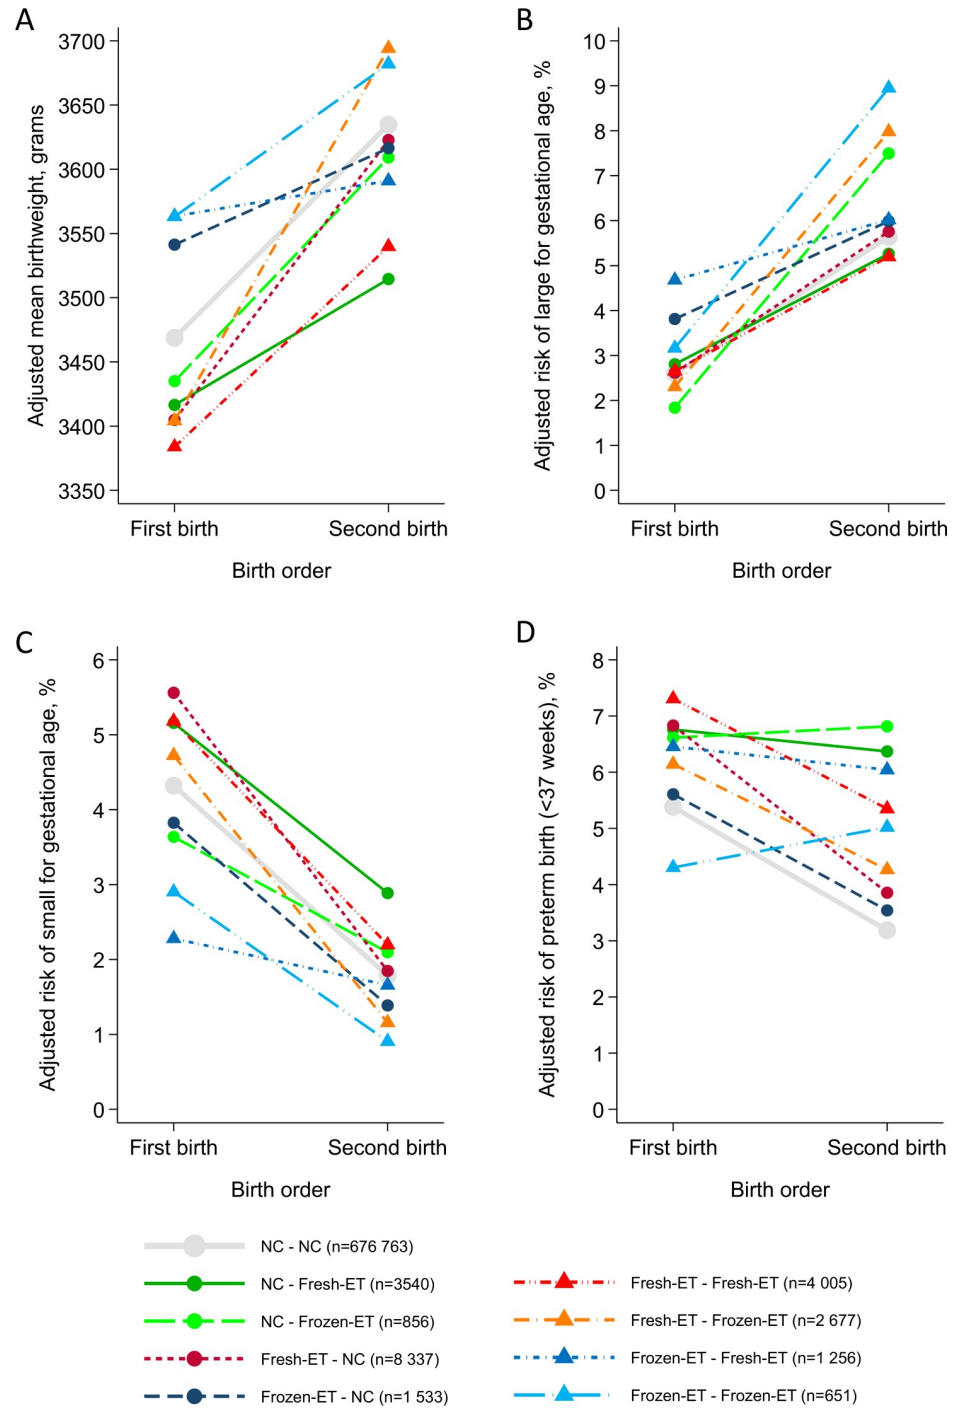 A
Adjusted mean birthweight, grams
3700
3650
3600
3550
3500
3450
3400
3350
First birth
Second birth
Birth order
B
Adjusted risk of large for gestational age, %
10
9
8
7
6
5
4
3
2
1
0
First birth
Second birth
Birth order
C
Adjusted risk of small for gestational age, %
6
5
4
3
2
1
0
First birth
Second birth
Birth order
D
Adjusted risk of preterm birth (<37 weeks), %
8
7
6
5
4
3
2
1
0
First birth
Second birth
Birth order
NC - NC (n=676 763)
NC - Fresh-ET (n=3540)
NC - Frozen-ET (n=856)
Fresh-ET - NC (n=8 337)
Frozen-ET - NC (n=1 533)
Fresh-ET - Fresh-ET (n=4 005)
Fresh-ET - Frozen-ET (n=2 677)
Frozen-ET - Fresh-ET (n=1 256)
Frozen-ET - Frozen-ET (n=651)